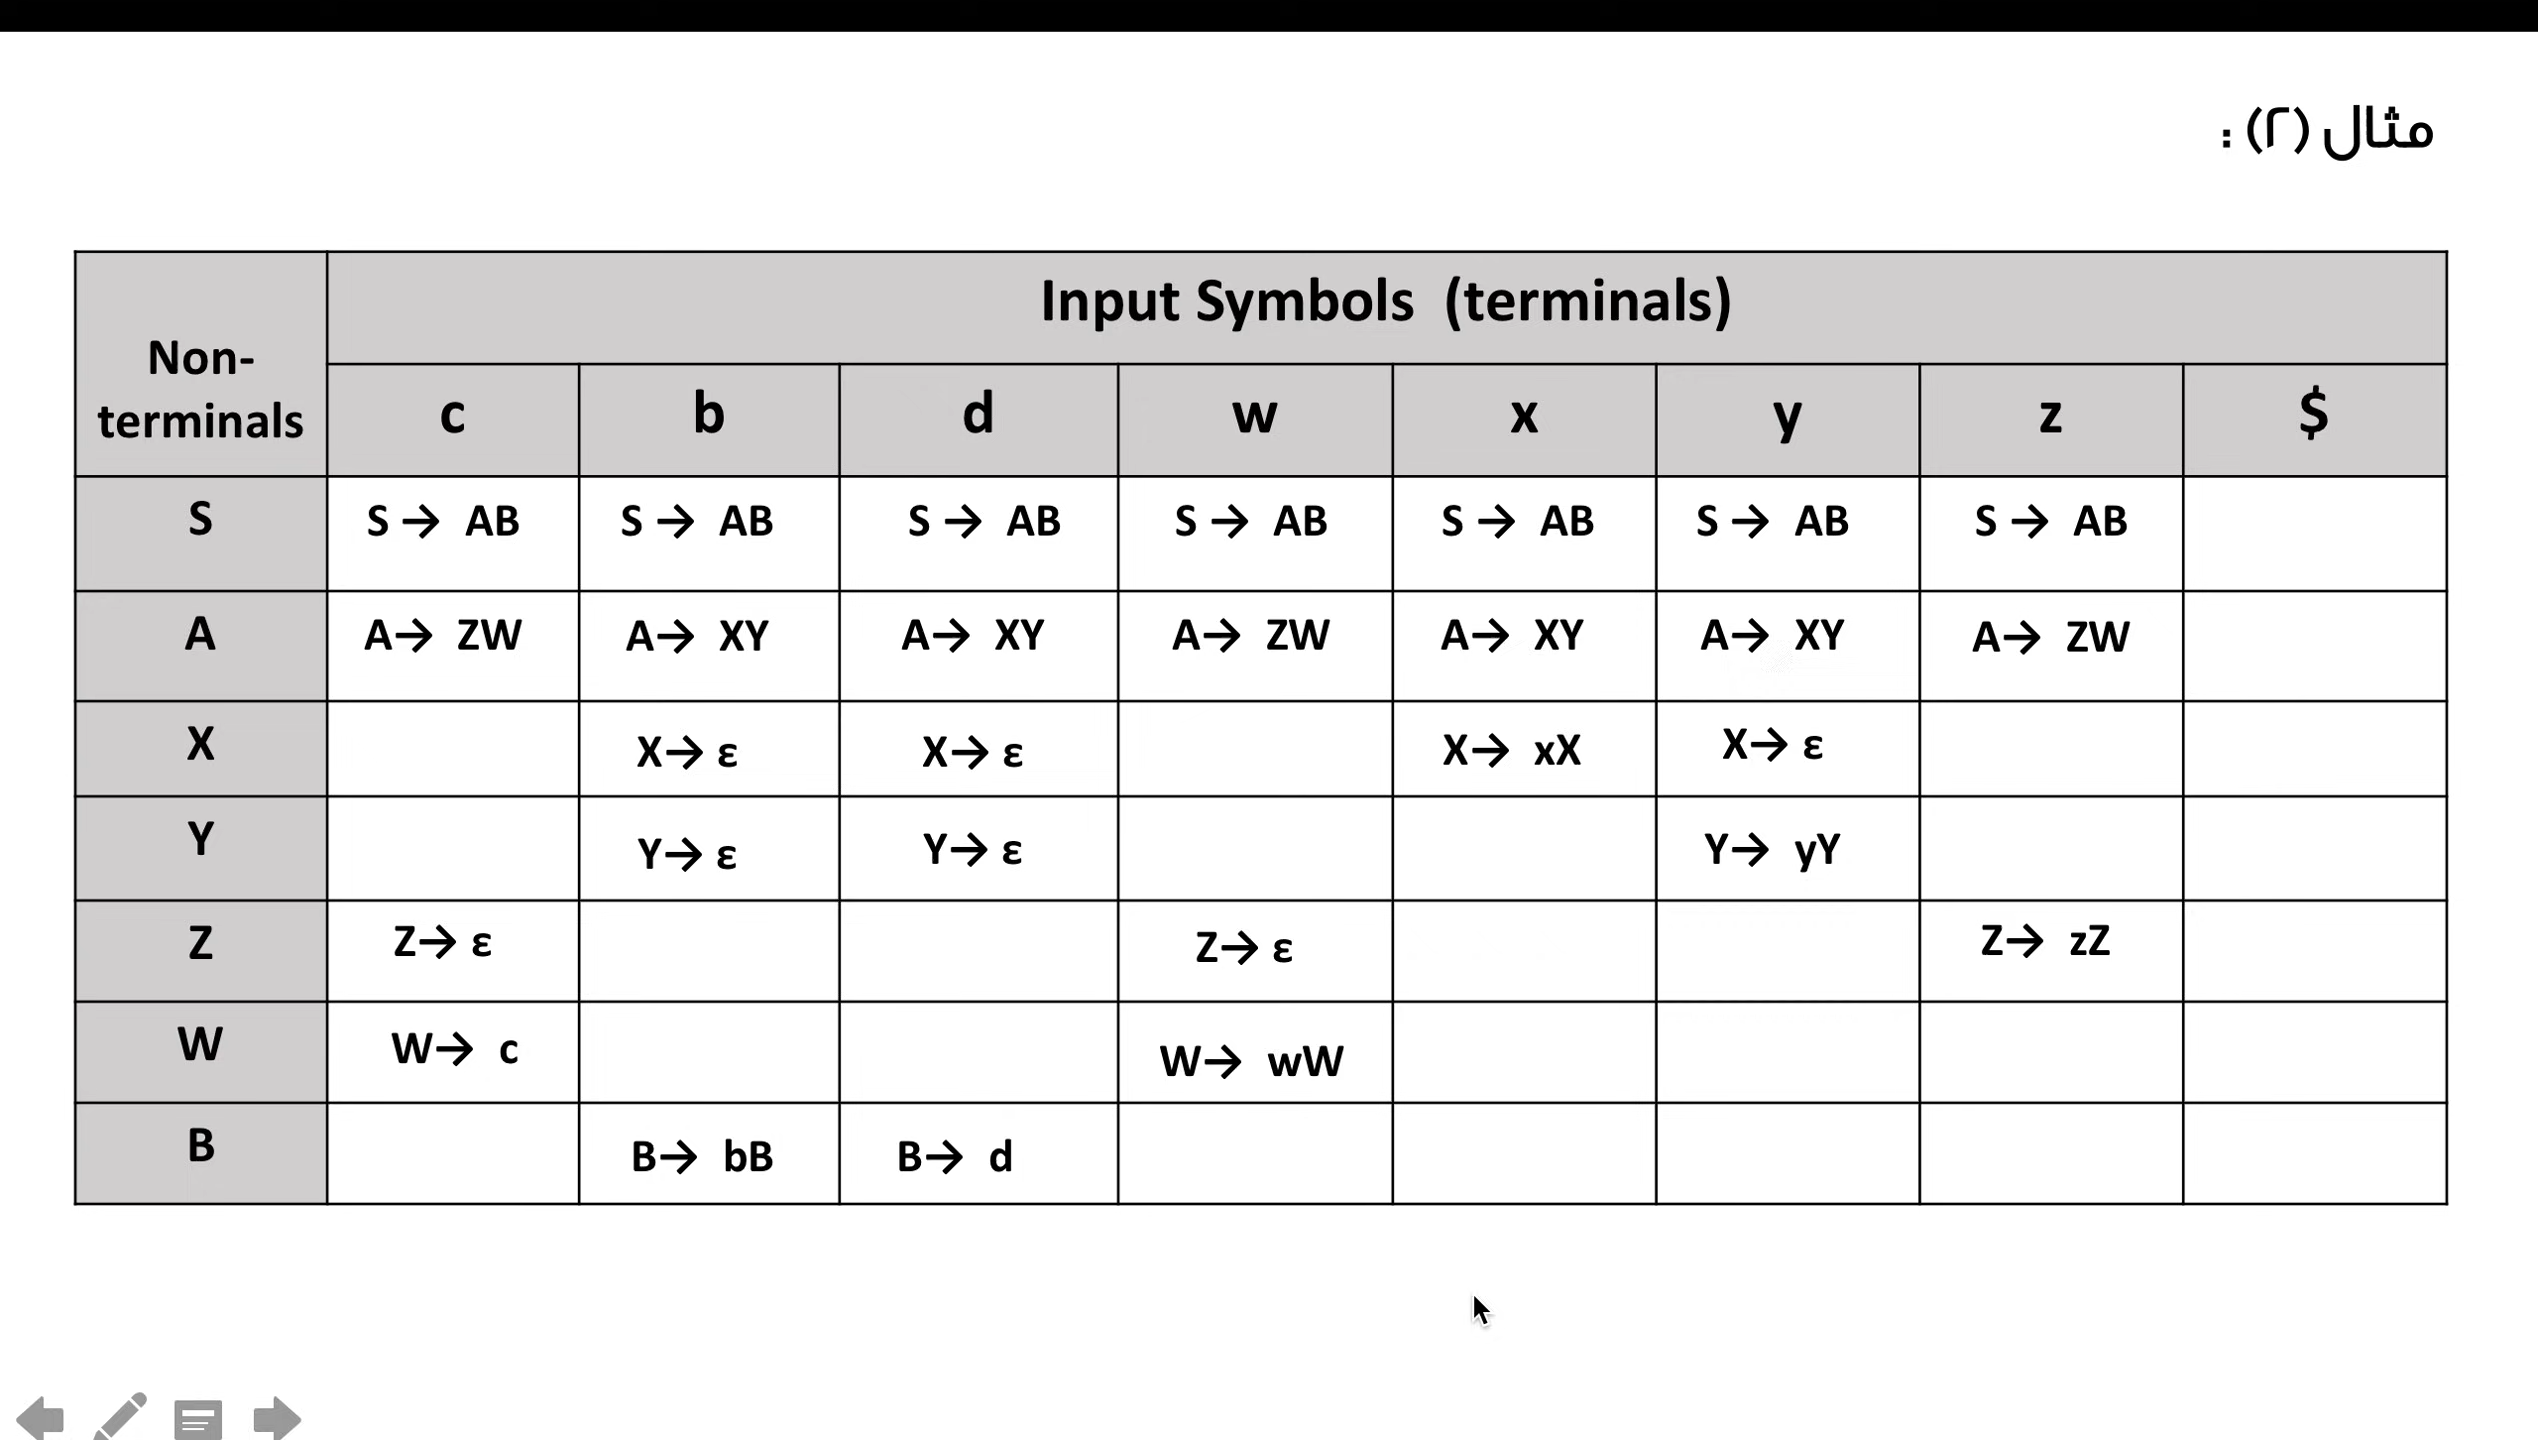 مثال (٢) :
Non-terminals Input Symbols (terminals)
c b d w x y z $
S S → AB S → AB S → AB S → AB S → AB S → AB S → AB
A A→ ZW A→ XY A→ XY A→ ZW A→ XY A→ XY A→ ZW
X X→ ε X→ ε X→ xX X→ ε
Y Y→ ε Y→ ε Y→ yY
Z Z→ ε Z→ ε Z→ zZ
W W→ c W→ wW
B B→ bB B→ d